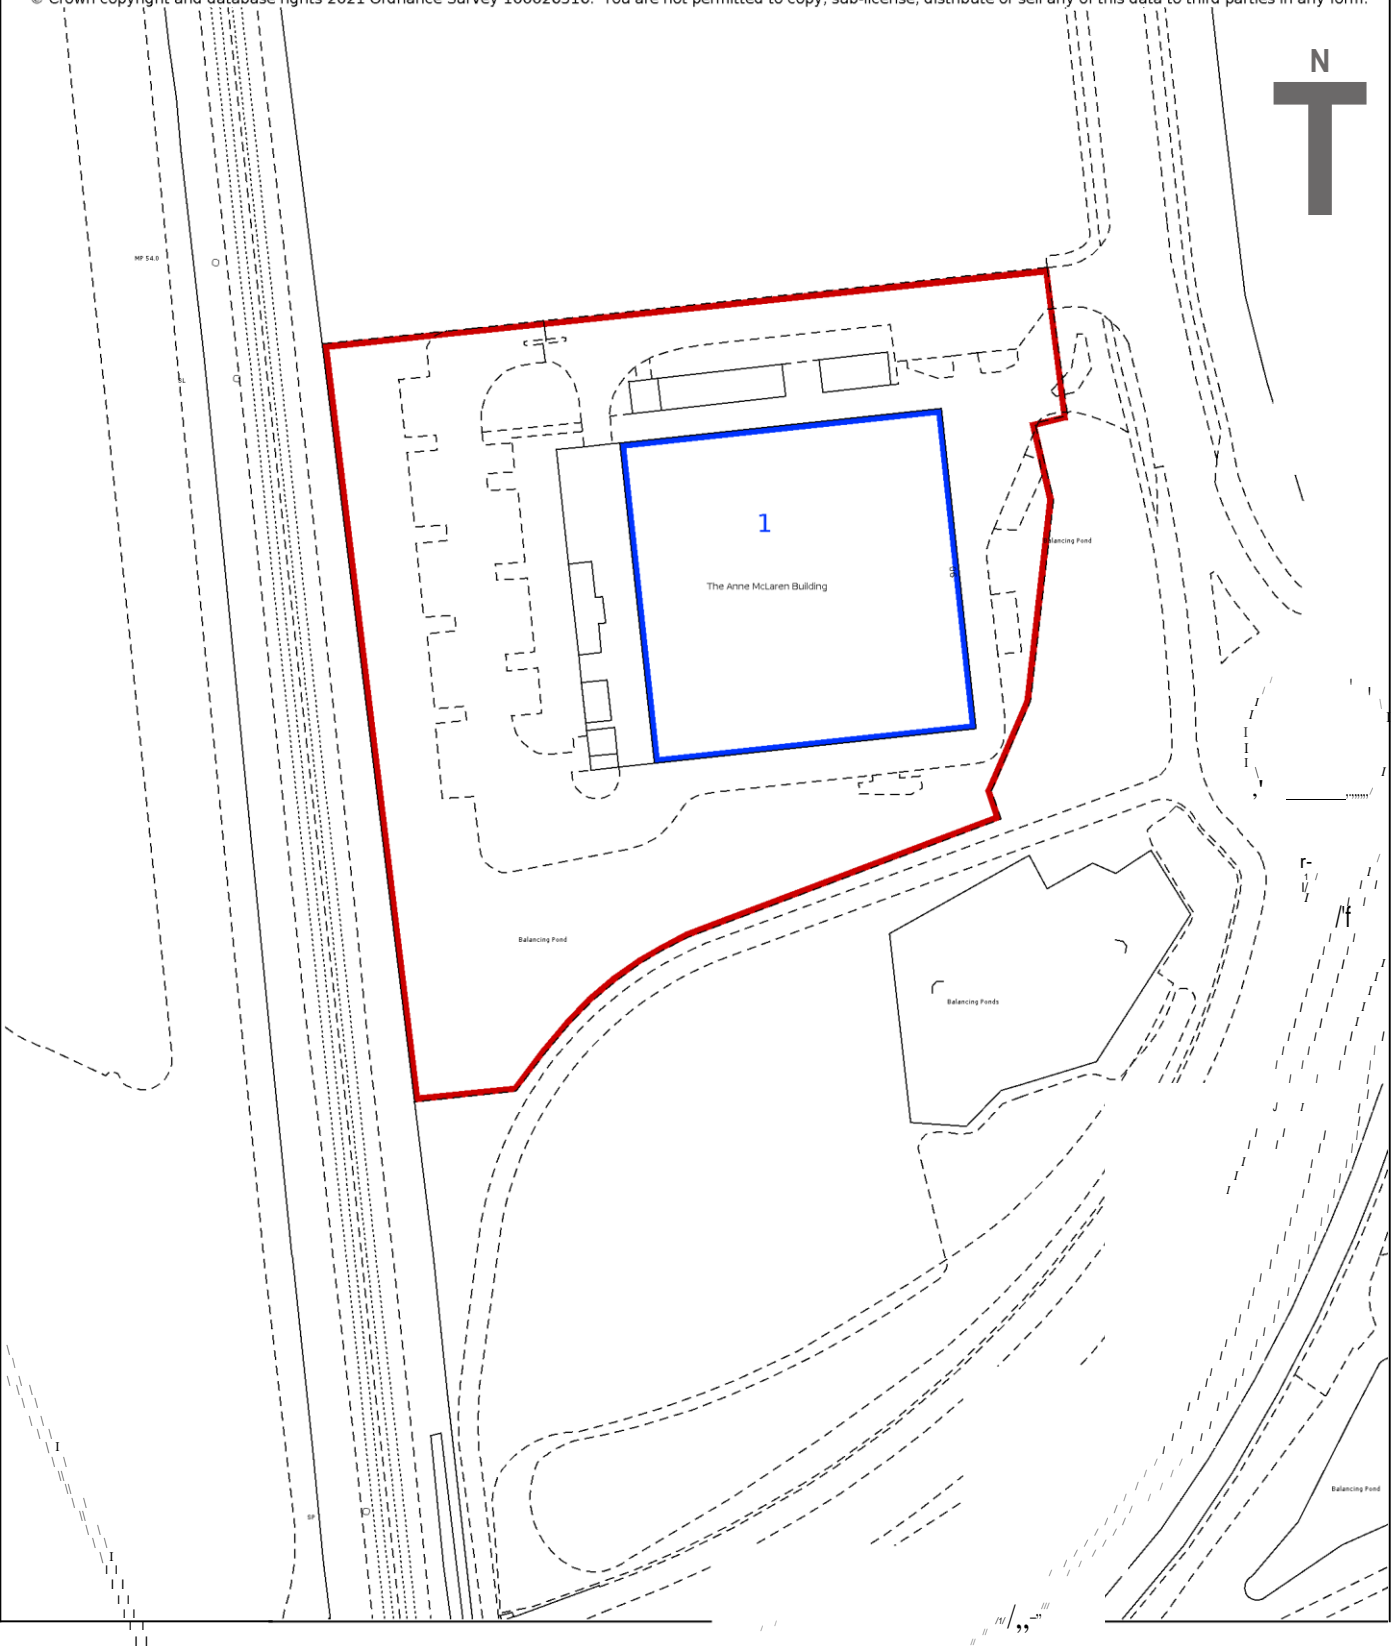 © Crown copyright and database rights 2021 Ordnance Survey 100026316. You are not permitted to copy, sub-license, distribute or sell any of this data to third parties in any form.
N
MP 54.0
SL
1
Balancing Pond
The Anne McLaren Building
Balancing Pond
Balancing Ponds
Balancing Pond
SP